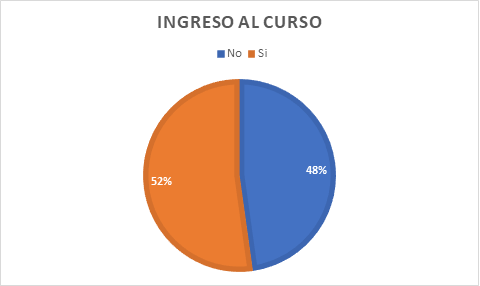 INGRESO AL CURSO
No Si
48%
52%